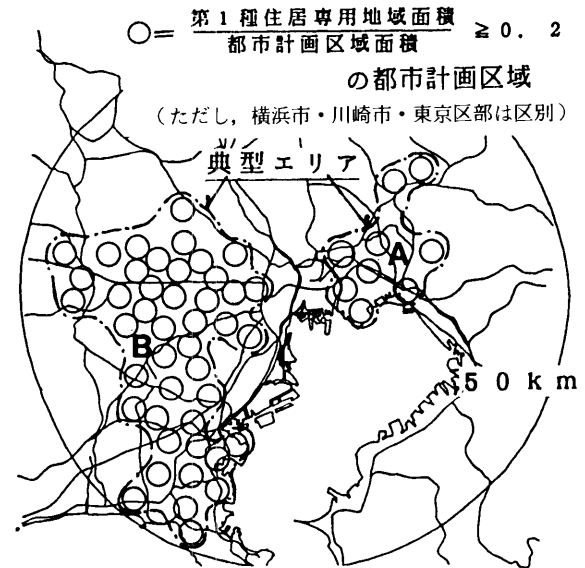 ○= 第1種住居専用地域面積 ≧0. 2
都市計画区域面積
の都市計画区域
(ただし，横浜市・川崎市・東京区部は区別)
典型エリア
A
B
50km